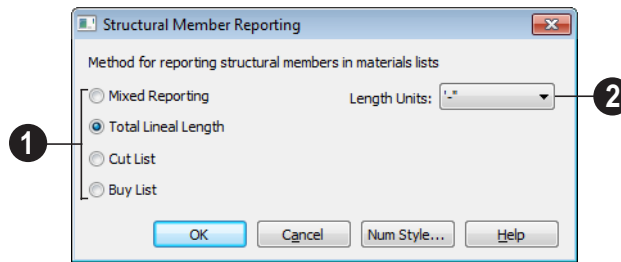 Structural Member Reporting
Method for reporting structural members in materials lists
Mixed Reporting
Length Units: '-"
Total Lineal Length
Cut List
Buy List
OK Cancel Num Style... Help
1
2